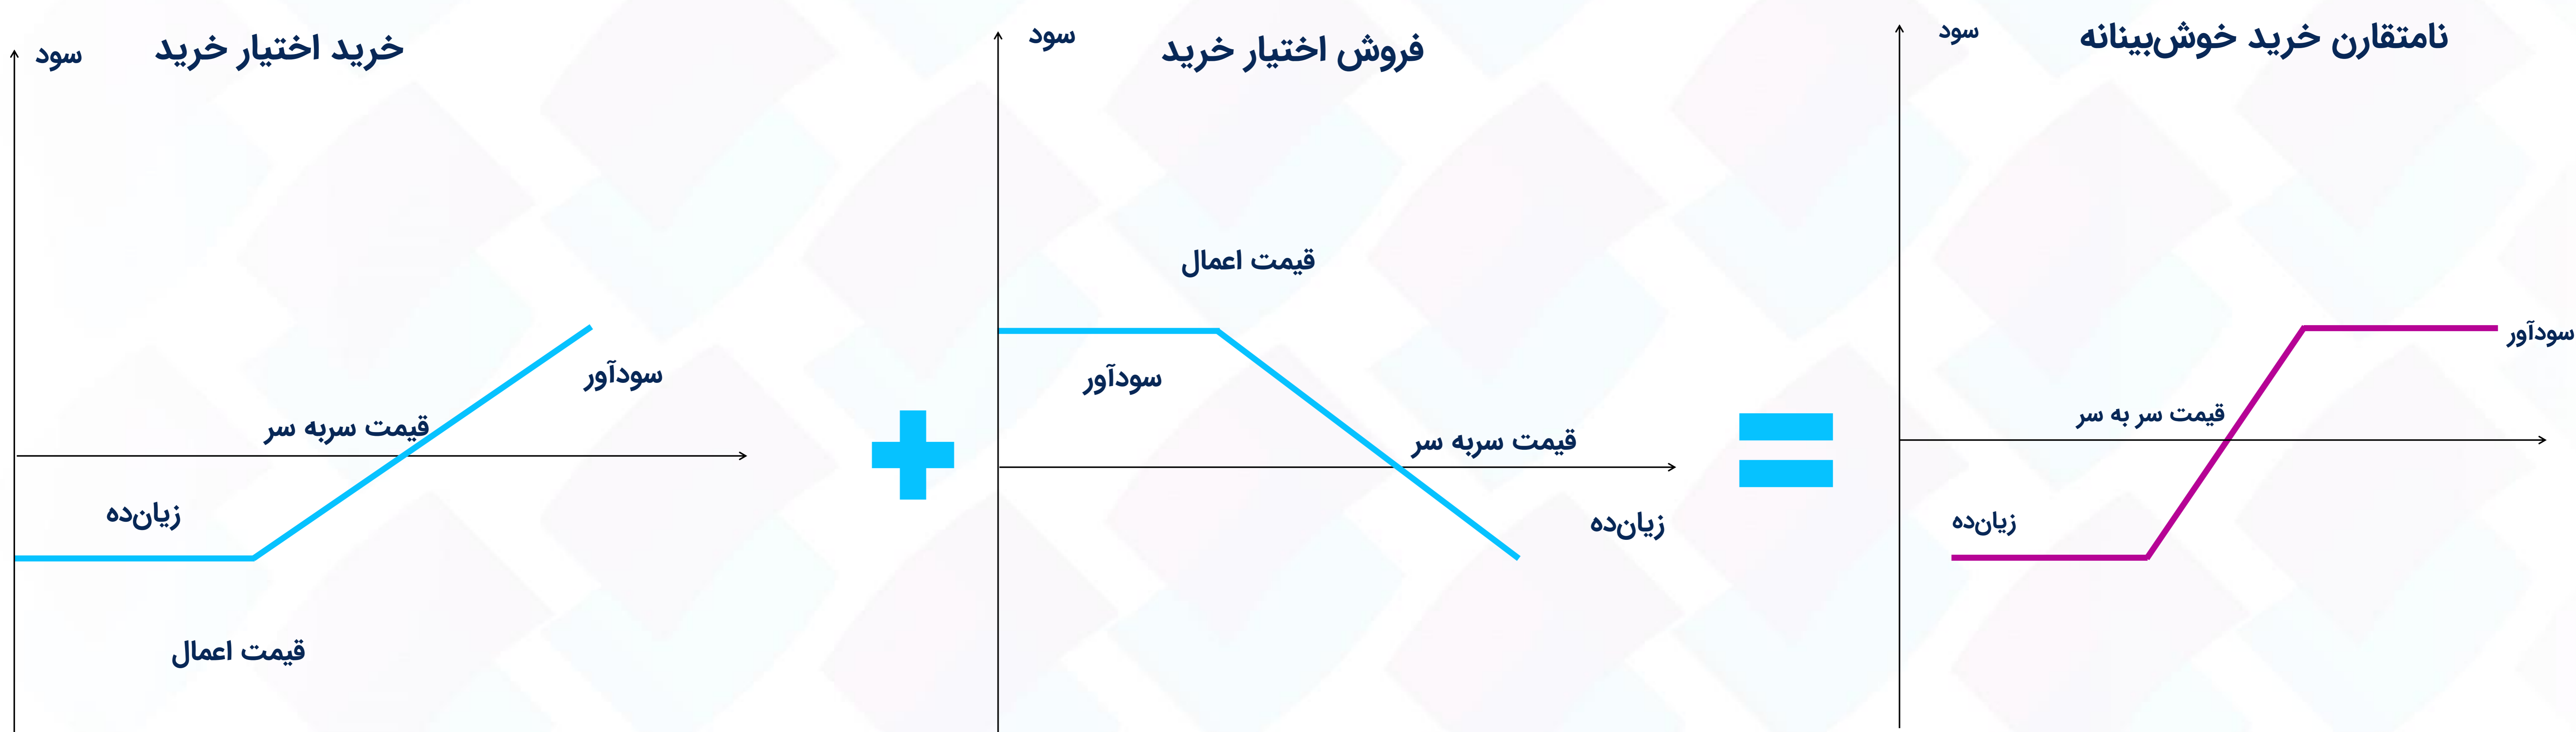 خرید اختیار خرید
سود
قیمت سربه سر
سودآور
زیان‌ده
قیمت اعمال
فروش اختیار خرید
سود
قیمت اعمال
سودآور
قیمت سربه سر
زیان‌ده
نامتقارن خرید خوش‌بینانه
سود
سودآور
قیمت سر به سر
زیان‌ده